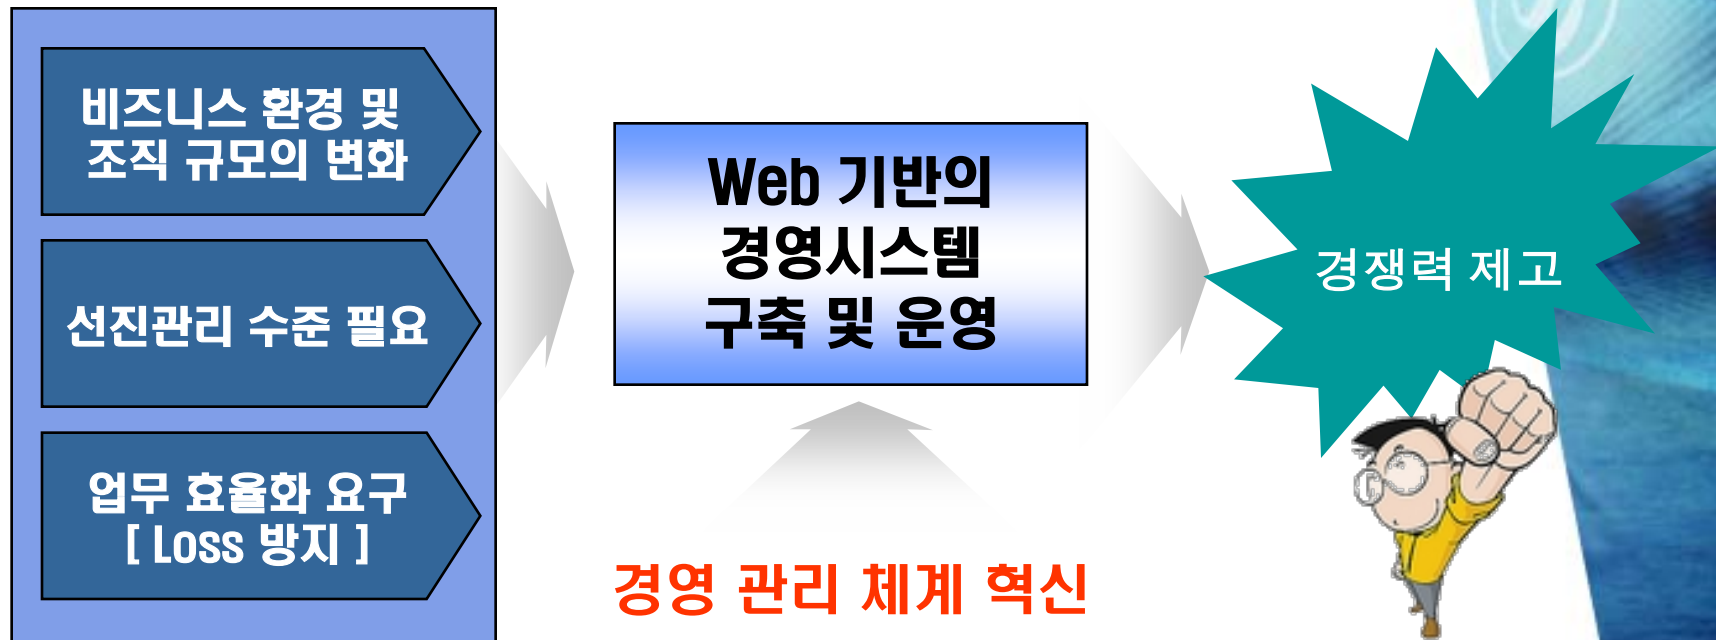 비즈니스 환경 및
조직 규모의 변화
선진관리 수준 필요
업무 효율화 요구
[ Loss 방지 ]
Web 기반의
경영시스템
구축 및 운영
경영 관리 체계 혁신
경쟁력 제고